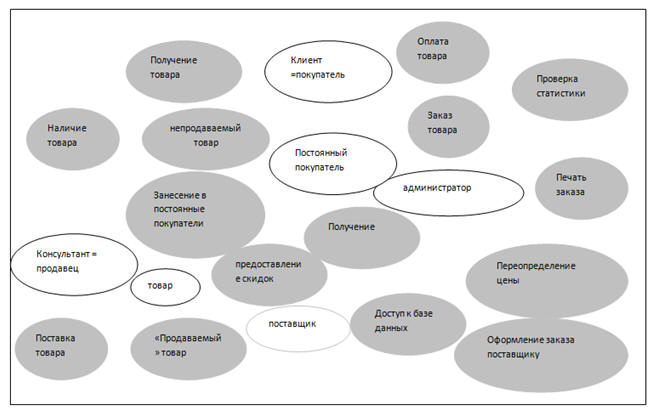 Получение
товара
Клиент
=покупатель
Оплата
товара
Проверка
статистики
Наличие
товара
непродаваемый
товар
Заказ
товара
Постоянный
покупатель
администратор
Печать
заказа
Занесение в
постоянные
покупатели
Получение
Консультант =
продавец
товар
предоставлени
е скидок
Переопределение
цены
поставщик
Доступ к базе
данных
Поставка
товара
«Продаваемый
» товар
Оформление заказа
поставщику